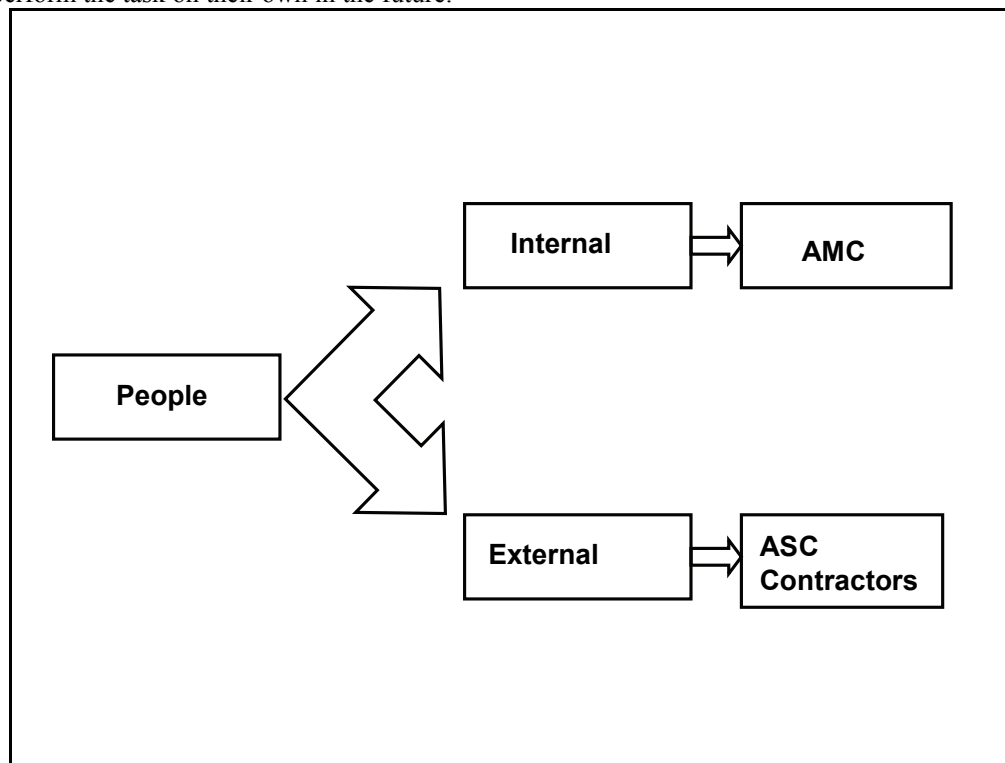 perform the task on their own in the future.
Internal
AMC
People
External
ASC
Contractors